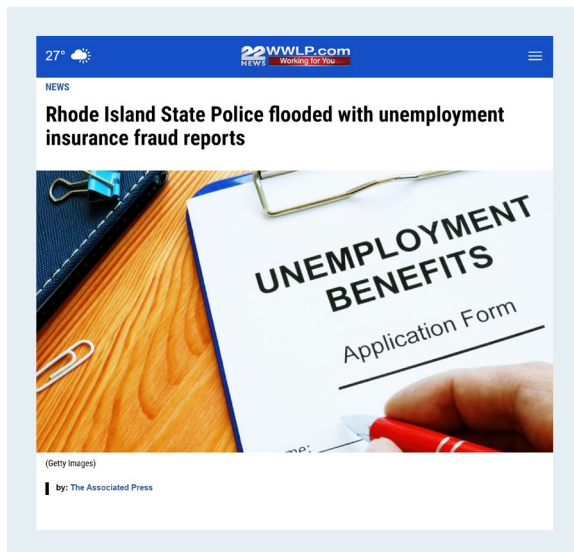 27°
22 WWLP.com
NEWS Working for You
NEWS
Rhode Island State Police flooded with unemployment
insurance fraud reports
UNEMPLOYMENT
BENEFITS
Application Form
me:
(Getty Images)
by: The Associated Press